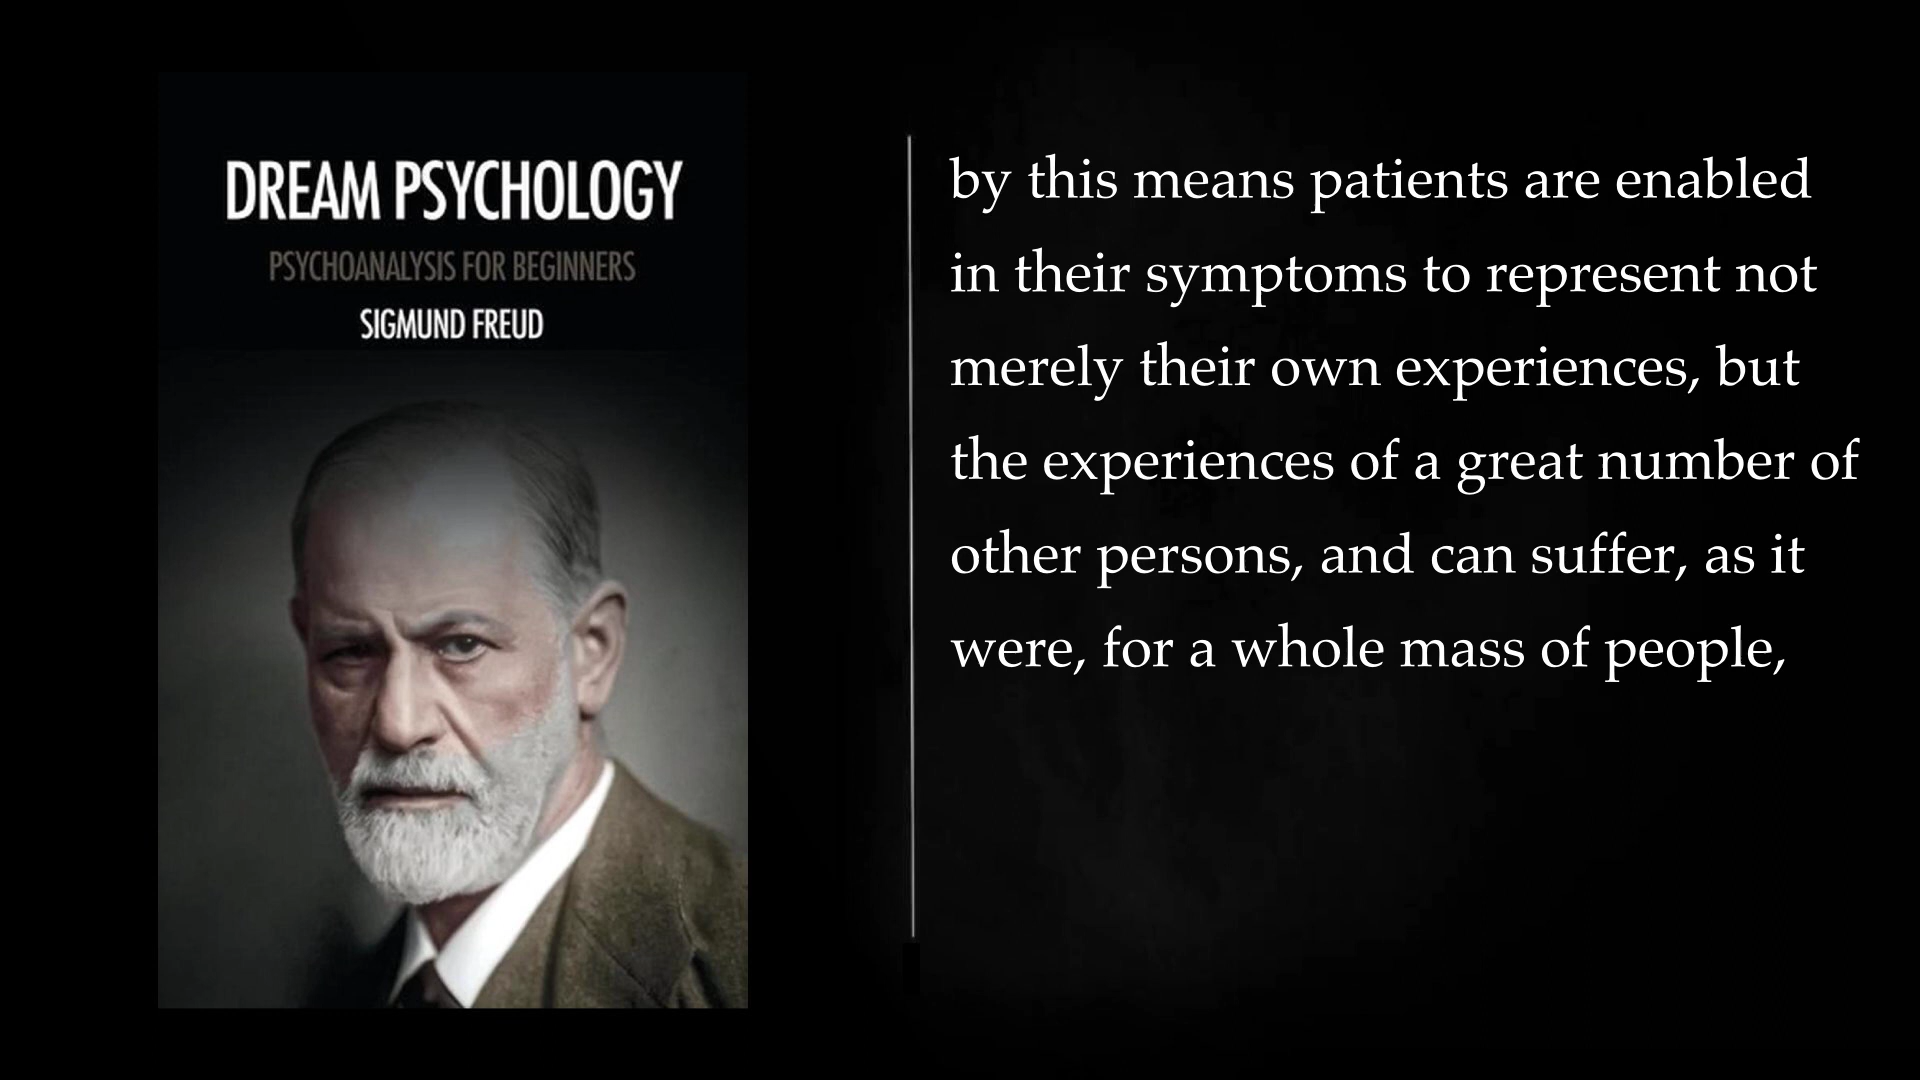 DREAM PSYCHOLOGY
PSYCHOANALYSIS FOR BEGINNERS
SIGMUND FREUD
by this means patients are enabled
in their symptoms to represent not
merely their own experiences, but
the experiences of a great number of
other persons, and can suffer, as it
were, for a whole mass of people,